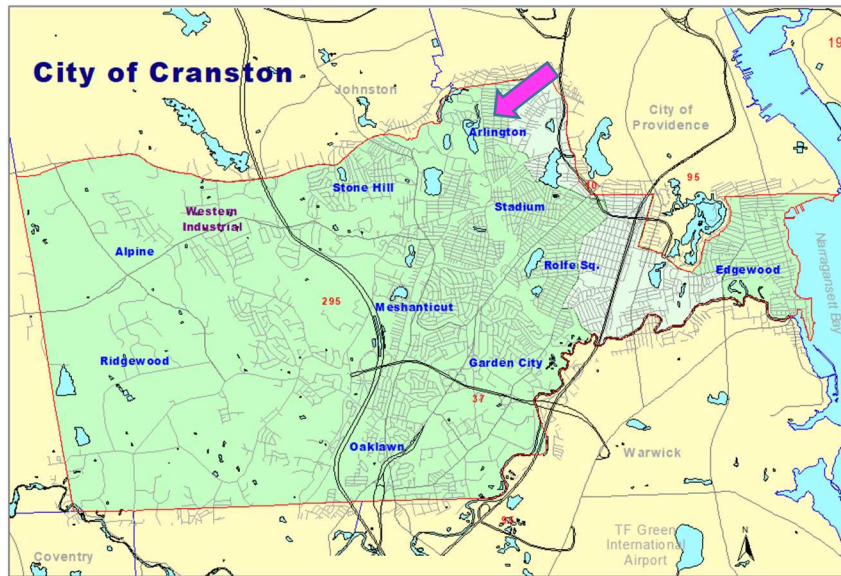 City of Cranston
19
Johnston
City of
Providence
Arlington
95
10
Stone Hill
Western
Industrial
Stadium
Alpine
Rolfe Sq.
Edgewood
Narragansett Bay
295
Meshanticut
Ridgewood
Garden City
37
Oaklawn
Warwick
N
TF Green
International
Airport
Coventry